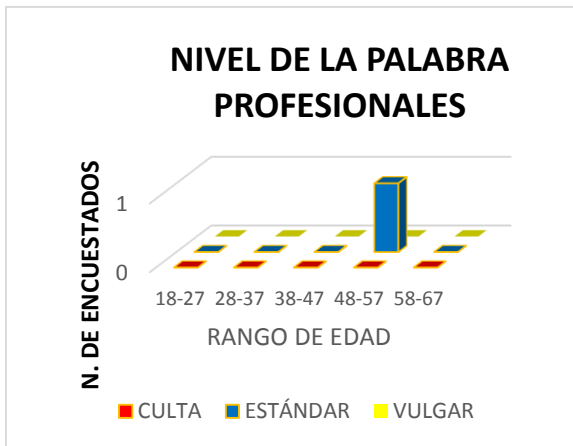 NIVEL DE LA PALABRA
PROFESIONALES
N. DE ENCUESTADOS
1
0
18-27 28-37 38-47 48-57 58-67
RANGO DE EDAD
CULTA ESTÁNDAR VULGAR